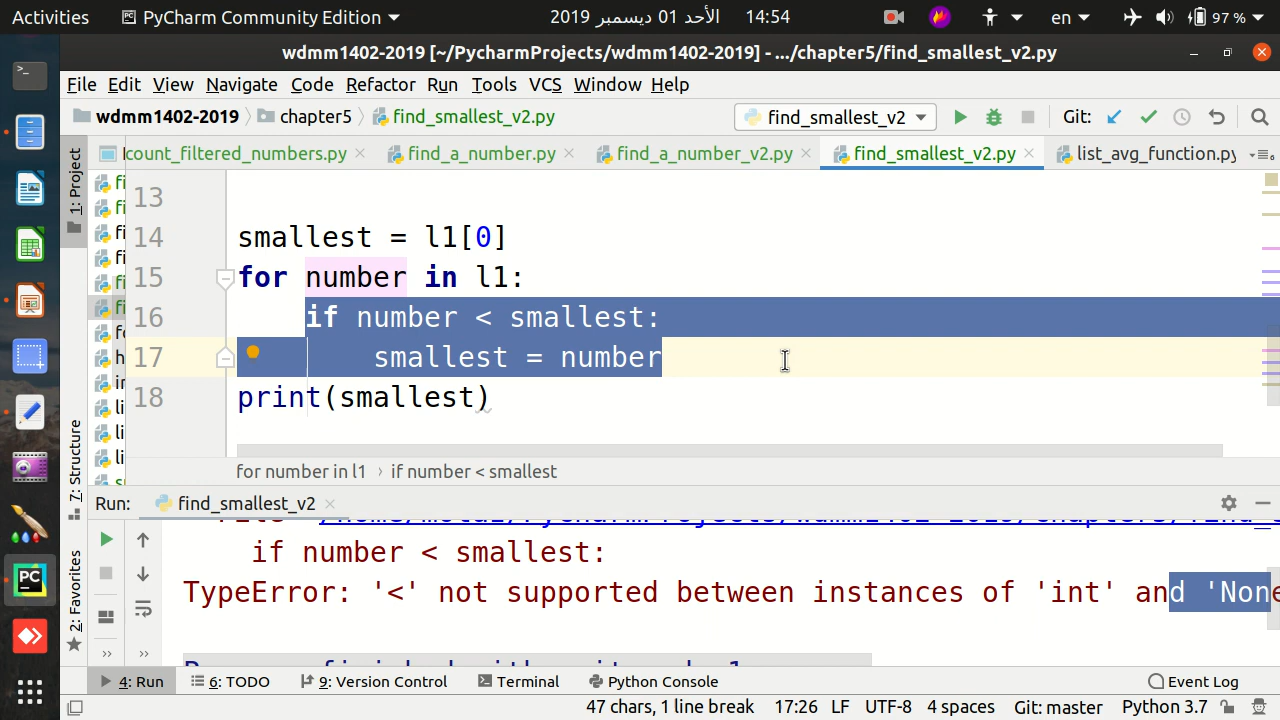 Activities PyCharm Community Edition الأحد 01 ديسمبر 2019 14:54 en 97 %
wdmm1402-2019 [~/PycharmProjects/wdmm1402-2019] - .../chapter5/find_smallest_v2.py
File Edit View Navigate Code Refactor Run Tools VCS Window Help
wdmm1402-2019 chapter5 find_smallest_v2.py find_smallest_v2 Git:
count_filtered_numbers.py find_a_number.py find_a_number_v2.py find_smallest_v2.py list_avg_function.py
1: Project
7: Structure
2: Favorites
13
14 smallest = l1[0]
15 for number in l1:
16 if number < smallest:
17 smallest = number
18 print(smallest)
for number in l1 › if number < smallest
Run: find_smallest_v2
if number < smallest:
TypeError: '<' not supported between instances of 'int' and 'None
4: Run 6: TODO 9: Version Control Terminal Python Console Event Log
47 chars, 1 line break 17:26 LF UTF-8 4 spaces Git: master Python 3.7